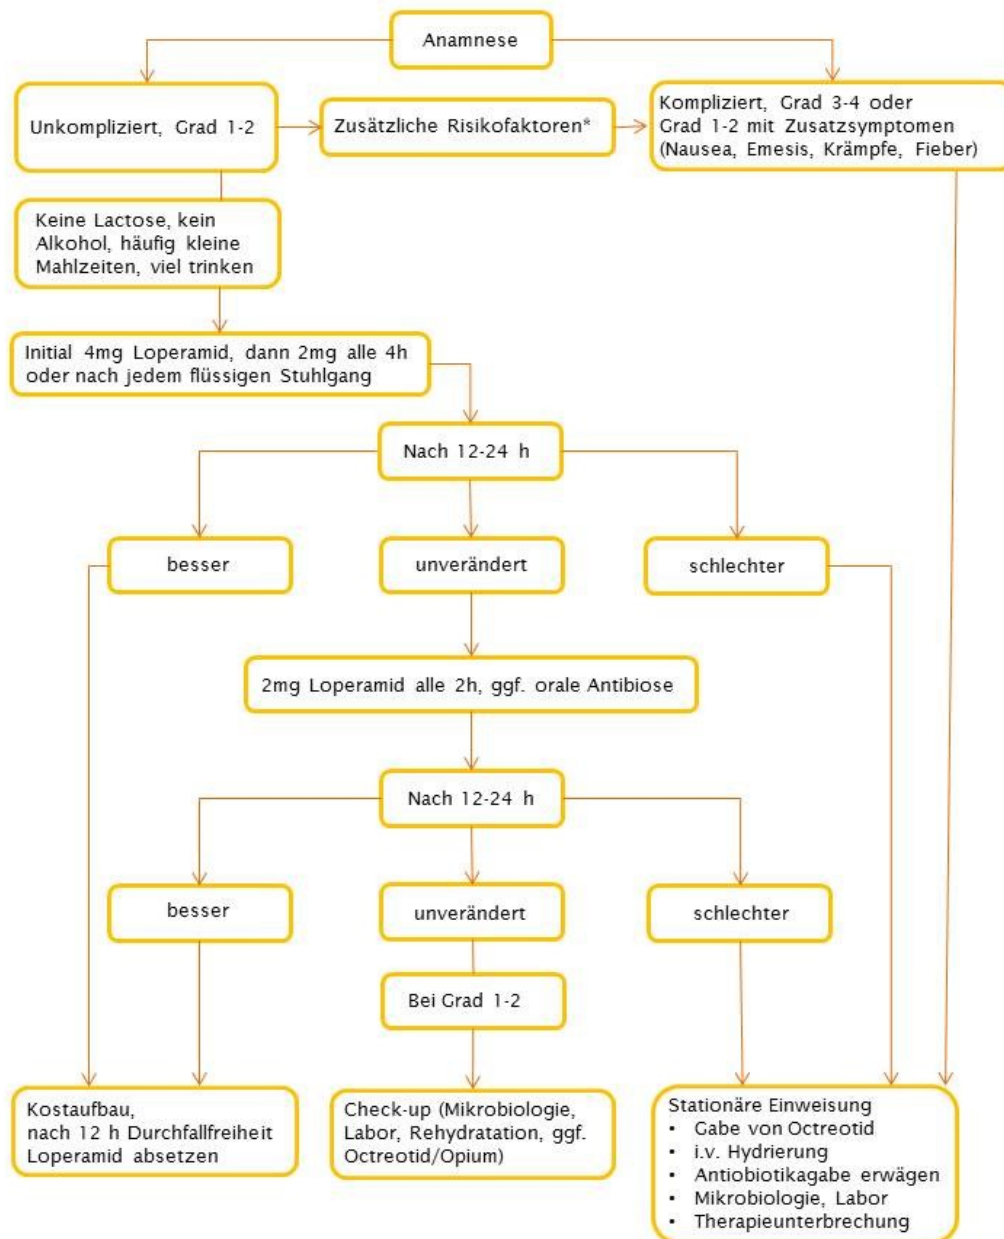 Anamnese
Unkompliziert, Grad 1-2
Zusätzliche Risikofaktoren*
Kompliziert, Grad 3-4 oder
Grad 1-2 mit Zusatzsymptomen
(Nausea, Emesis, Krämpfe, Fieber)
Keine Lactose, kein
Alkohol, häufig kleine
Mahlzeiten, viel trinken
Initial 4mg Loperamid, dann 2mg alle 4h
oder nach jedem flüssigen Stuhlgang
Nach 12-24 h
besser
unverändert
schlechter
2mg Loperamid alle 2h, ggf. orale Antibiose
Nach 12-24 h
besser
unverändert
schlechter
Bei Grad 1-2
Kostaufbau,
nach 12 h Durchfallfreiheit
Loperamid absetzen
Check-up (Mikrobiologie,
Labor, Rehydratation, ggf.
Octreotid/Opium)
Stationäre Einweisung
• Gabe von Octreotid
• i.v. Hydrierung
• Antiobiotikagabe erwägen
• Mikrobiologie, Labor
• Therapieunterbrechung